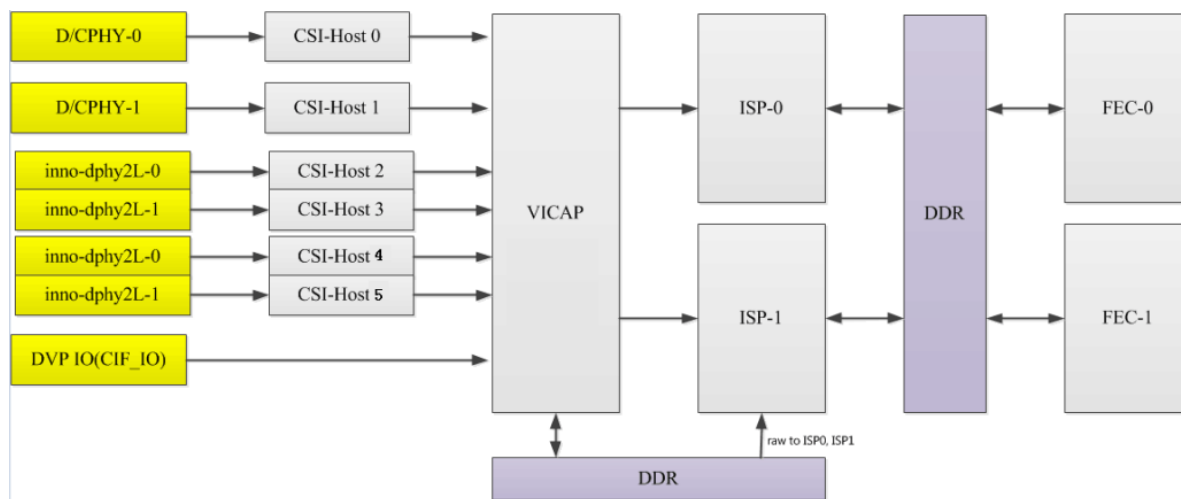 D/CPHY-0
CSI-Host 0
D/CPHY-1
CSI-Host 1
inno-dphy2L-0
CSI-Host 2
inno-dphy2L-1
CSI-Host 3
inno-dphy2L-0
CSI-Host 4
inno-dphy2L-1
CSI-Host 5
DVP IO(CIF_IO)
VICAP
ISP-0
ISP-1
DDR
FEC-0
FEC-1
raw to ISP0, ISP1
DDR